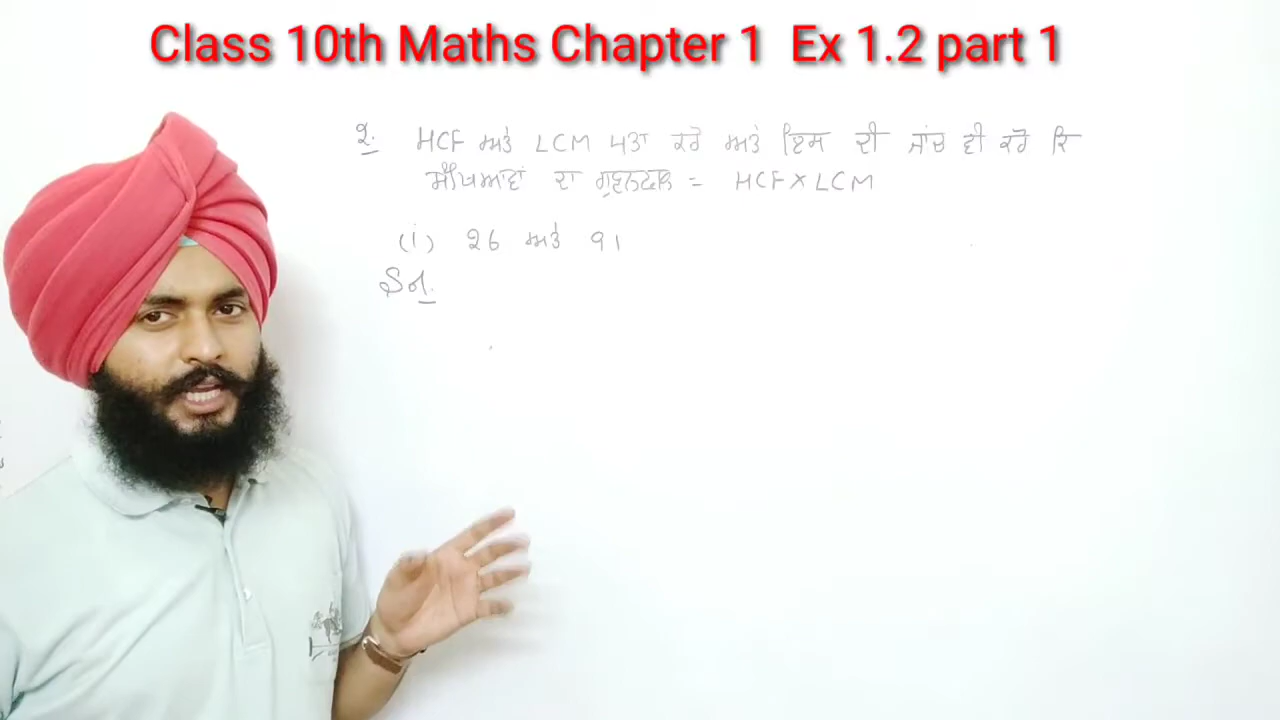 Class 10th Maths Chapter 1 Ex 1.2 part 1
2. HCF ਅਤੇ LCM ਪਤਾ ਕਰੋ ਅਤੇ ਇਸ ਦੀ ਜਾਂਚ ਵੀ ਕਰੋ ਕਿ
ਸੰਖਿਆਵਾਂ ਦਾ ਗੁਣਨਫਲ = HCF X LCM
(i) 26 ਅਤੇ 91
Sol.